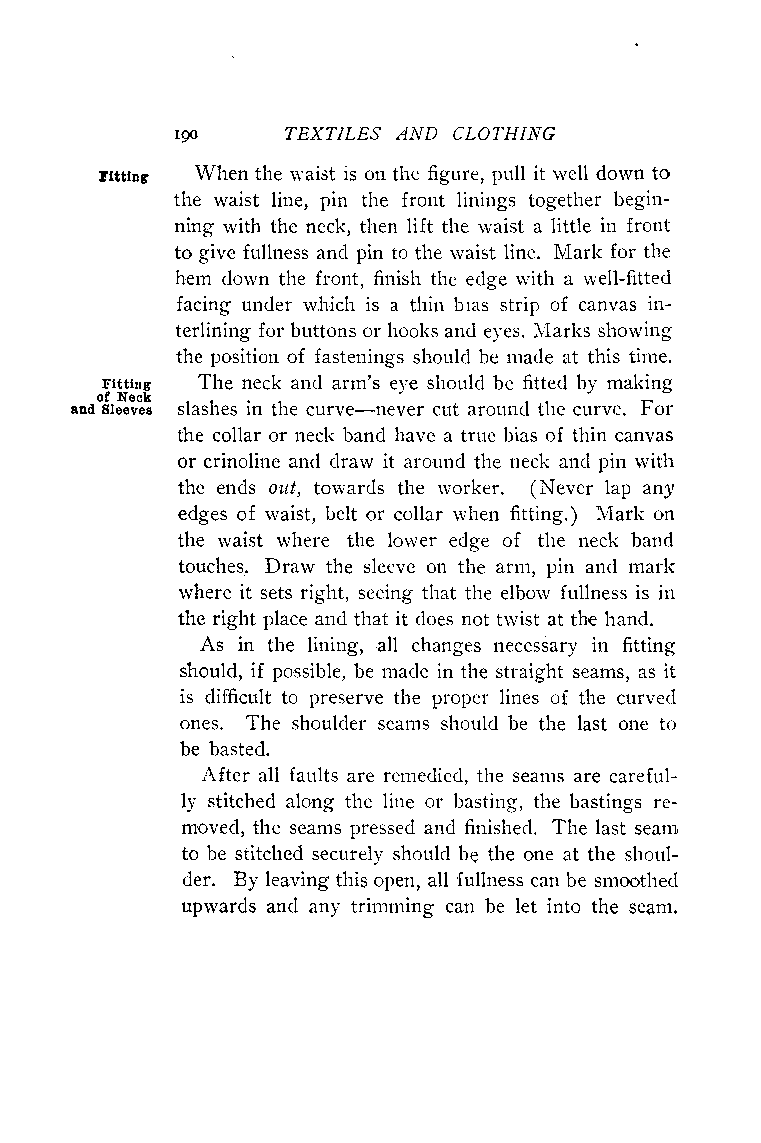 190 TEXTILES AND CLOTHING
Fitting When the waist is on the figure, pull it well down to
the waist line, pin the front linings together begin-
ning with the neck, then lift the waist a little in front
to give fullness and pin to the waist line. Mark for the
hem down the front, finish the edge with a well-fitted
facing under which is a thin bias strip of canvas in-
terlining for buttons or hooks and eyes. Marks showing
the position of fastenings should be made at this time.
Fitting
of Neck
and Sleeves
The neck and arm's eye should be fitted by making
slashes in the curve—never cut around the curve. For
the collar or neck band have a true bias of thin canvas
or crinoline and draw it around the neck and pin with
the ends out, towards the worker. (Never lap any
edges of waist, belt or collar when fitting.) Mark on
the waist where the lower edge of the neck band
touches. Draw the sleeve on the arm, pin and mark
where it sets right, seeing that the elbow fullness is in
the right place and that it does not twist at the hand.
As in the lining, all changes necessary in fitting
should, if possible, be made in the straight seams, as it
is difficult to preserve the proper lines of the curved
ones. The shoulder seams should be the last one to
be basted.
After all faults are remedied, the seams are careful-
ly stitched along the line or basting, the bastings re-
moved, the seams pressed and finished. The last seam
to be stitched securely should be the one at the shoul-
der. By leaving this open, all fullness can be smoothed
upwards and any trimming can be let into the seam.